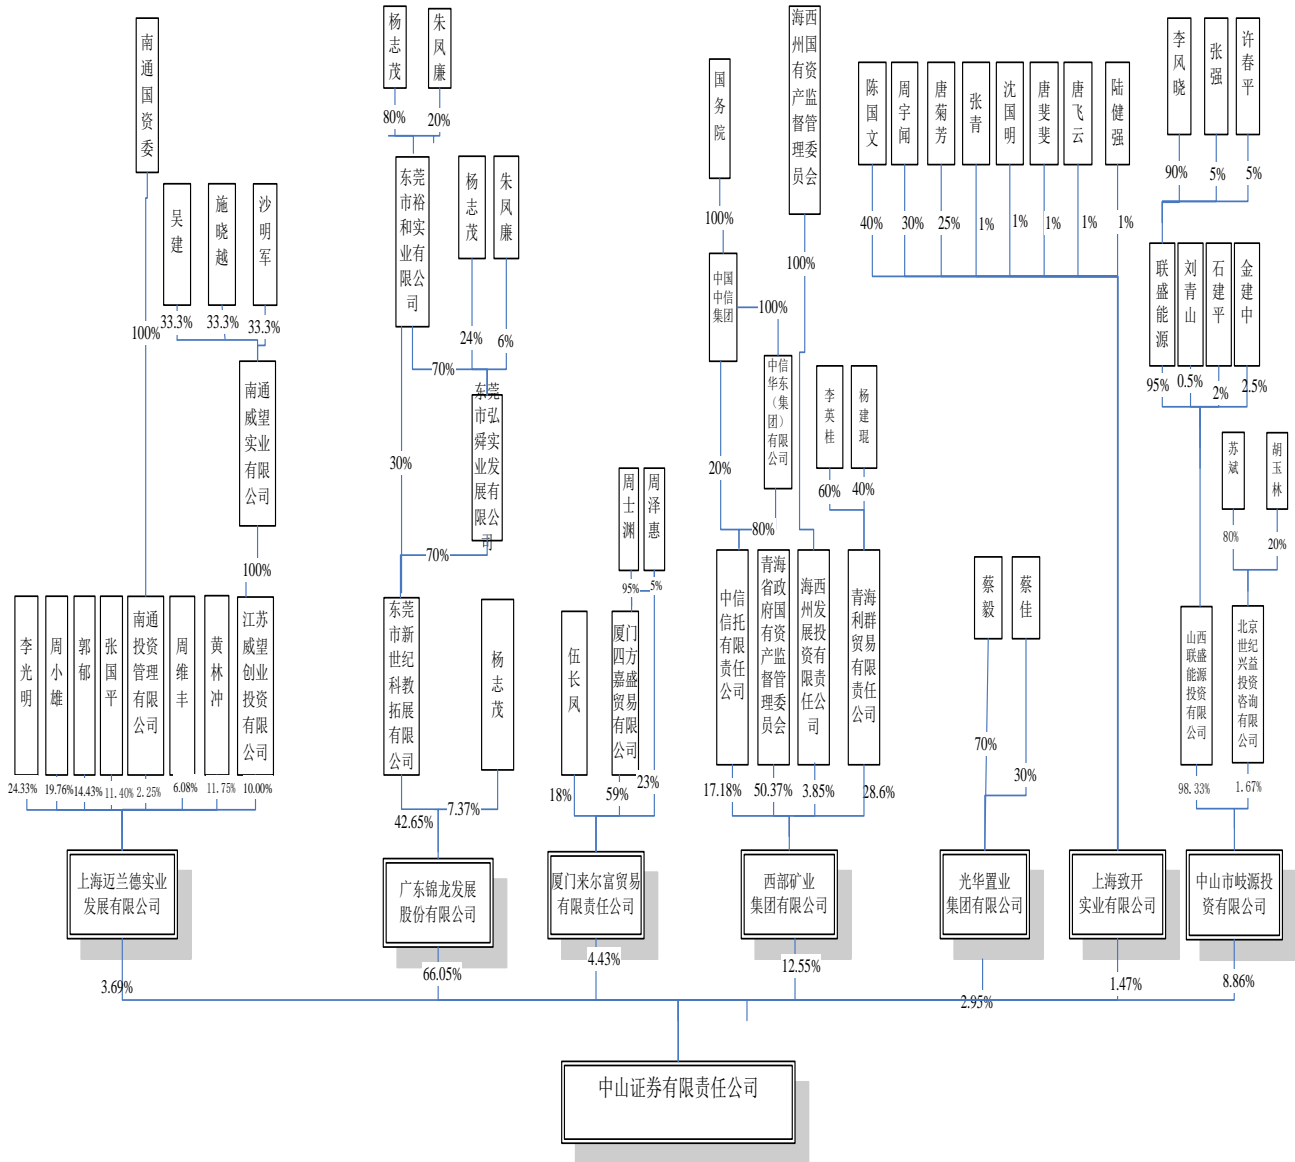 南通国资委
杨志茂
朱凤廉
国务院
海西州国有资产监督管理委员会
陈国文
周宇闻
唐菊芳
张青
沈国明
唐斐斐
唐飞云
陆健强
李风晓
张强
许春平
80%
20%
90%
5%
5%
吴建
施晓越
沙明军
东莞市裕和实业有限公司
杨志茂
朱凤廉
100%
40%
30%
25%
1%
1%
1%
1%
1%
33.3%
33.3%
33.3%
100%
中国中信集团
100%
100%
联盛能源
刘青山
石建平
金建中
24%
6%
70%
中信华东（集团）有限公司
南通威望实业有限公司
东莞市弘舜实业发展有限公司
李英桂
杨建琨
95%
0.5%
2%
2.5%
30%
20%
60%
40%
苏斌
胡玉林
周士渊
周泽惠
80%
80%
20%
100%
70%
95%
5%
李光明
周小雄
郭郁
张国平
南通投资管理有限公司
周维丰
黄林冲
江苏威望创业投资有限公司
东莞市新世纪科教拓展有限公司
杨志茂
伍长凤
厦门四方嘉盛贸易有限公司
中信信托有限责任公司
青海省政府国有资产监督管理委员会
海西州发展投资有限责任公司
青海利群贸易有限责任公司
蔡毅
蔡佳
山西联盛能源投资有限公司
北京世纪兴益投资咨询有限公司
70%
30%
24.33%
19.76%
14.43%
11.40%
2.25%
6.08%
11.75%
10.00%
42.65%
7.37%
18%
59%
23%
17.18%
50.37%
3.85%
28.6%
98.33%
1.67%
上海迈兰德实业
发展有限公司
广东锦龙发展
股份有限公司
厦门来尔富贸易
有限责任公司
西部矿业
集团有限公司
光华置业
集团有限公司
上海致开
实业有限公司
中山市岐源投
资有限公司
3.69%
66.05%
4.43%
12.55%
2.95%
1.47%
8.86%
中山证券有限责任公司